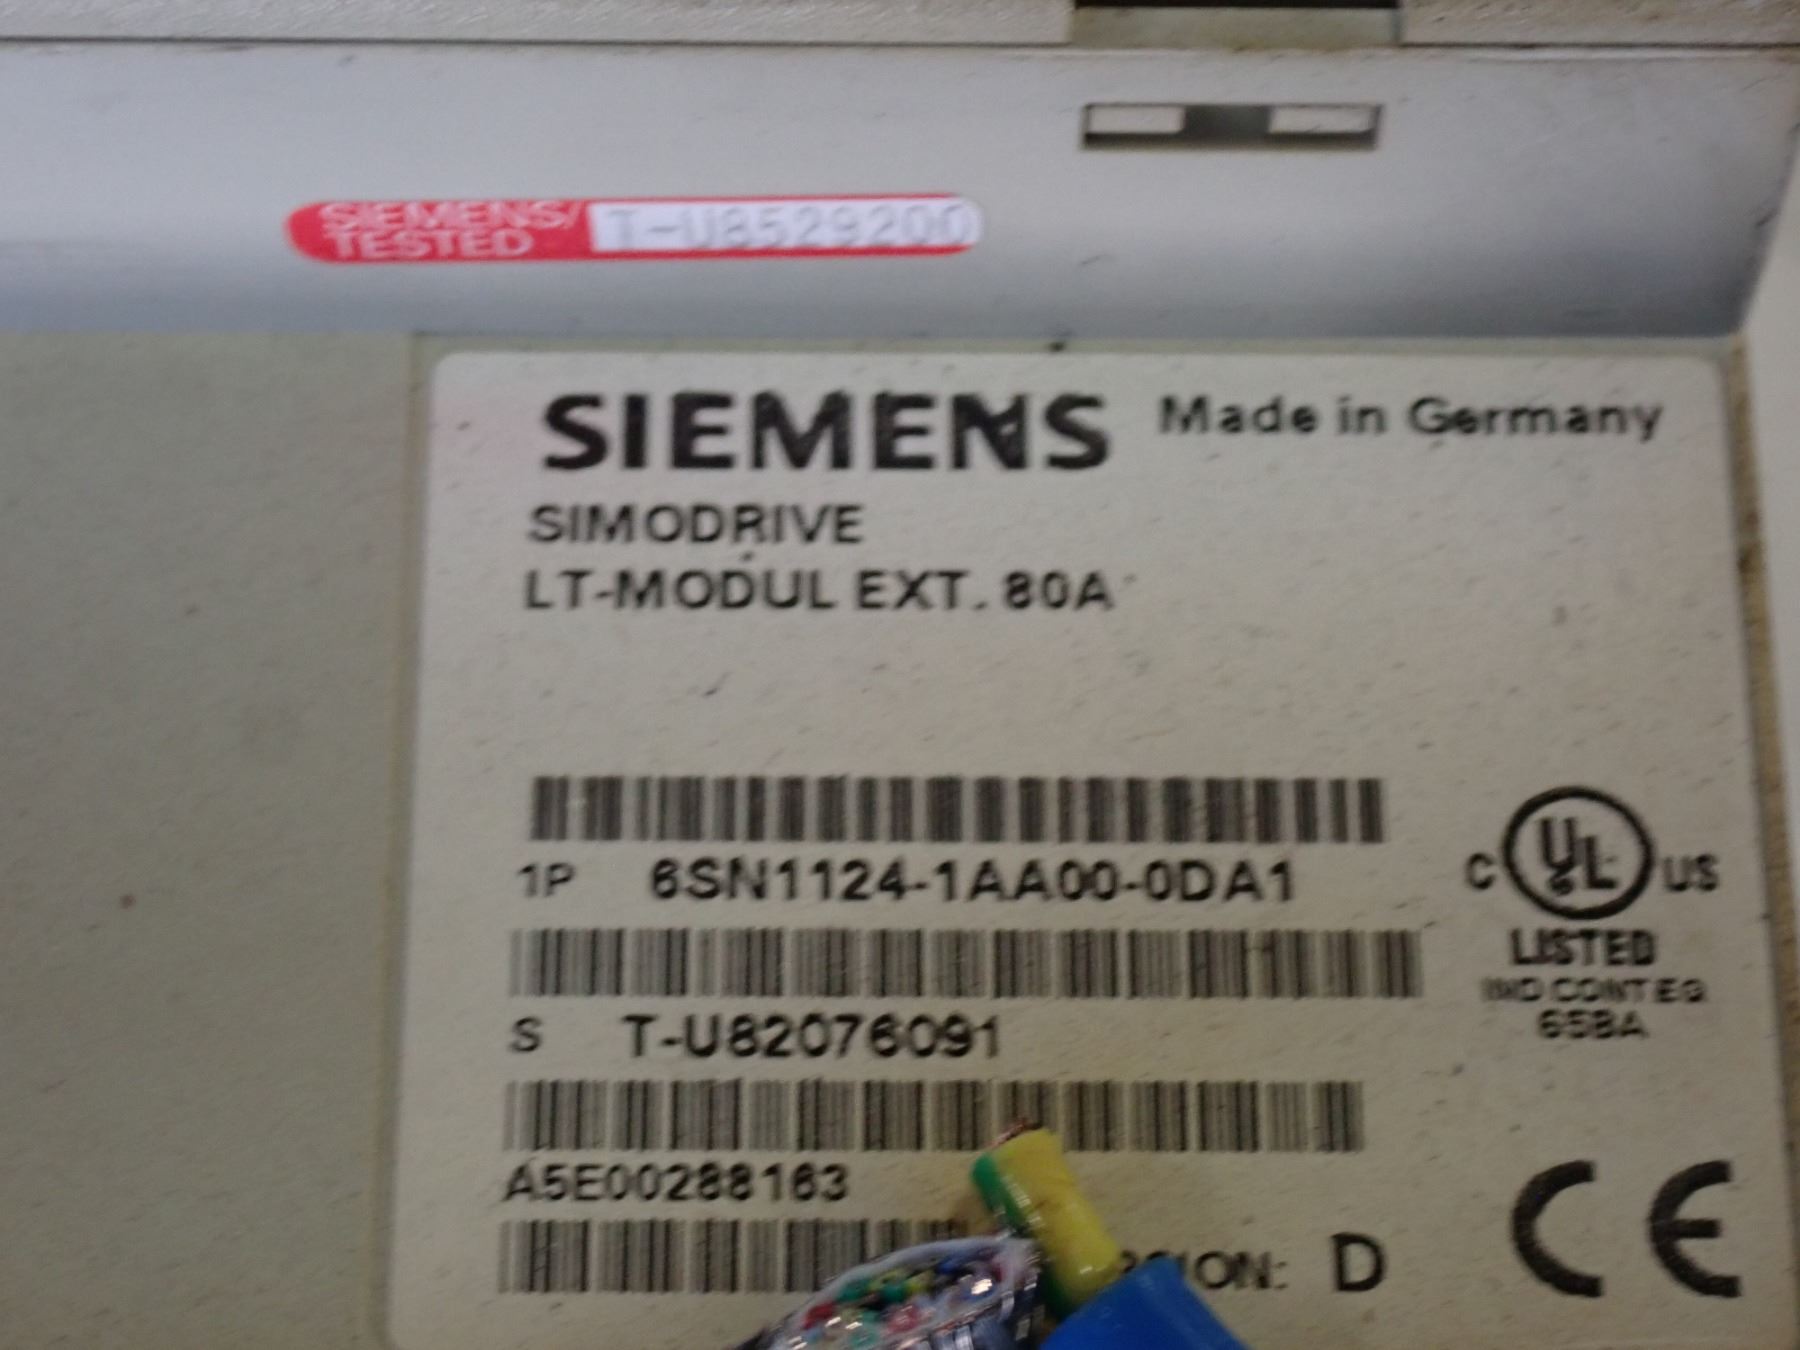 SIEMENS/
TESTED
T-U8529200
SIEMENS Made in Germany
SIMODRIVE
LT-MODUL EXT. 80A
1P 6SN1124-1AA00-0DA1
C UL US
LISTED
IND CONT EQ
65BA
S T-U82076091
A5E00288163
D
CE